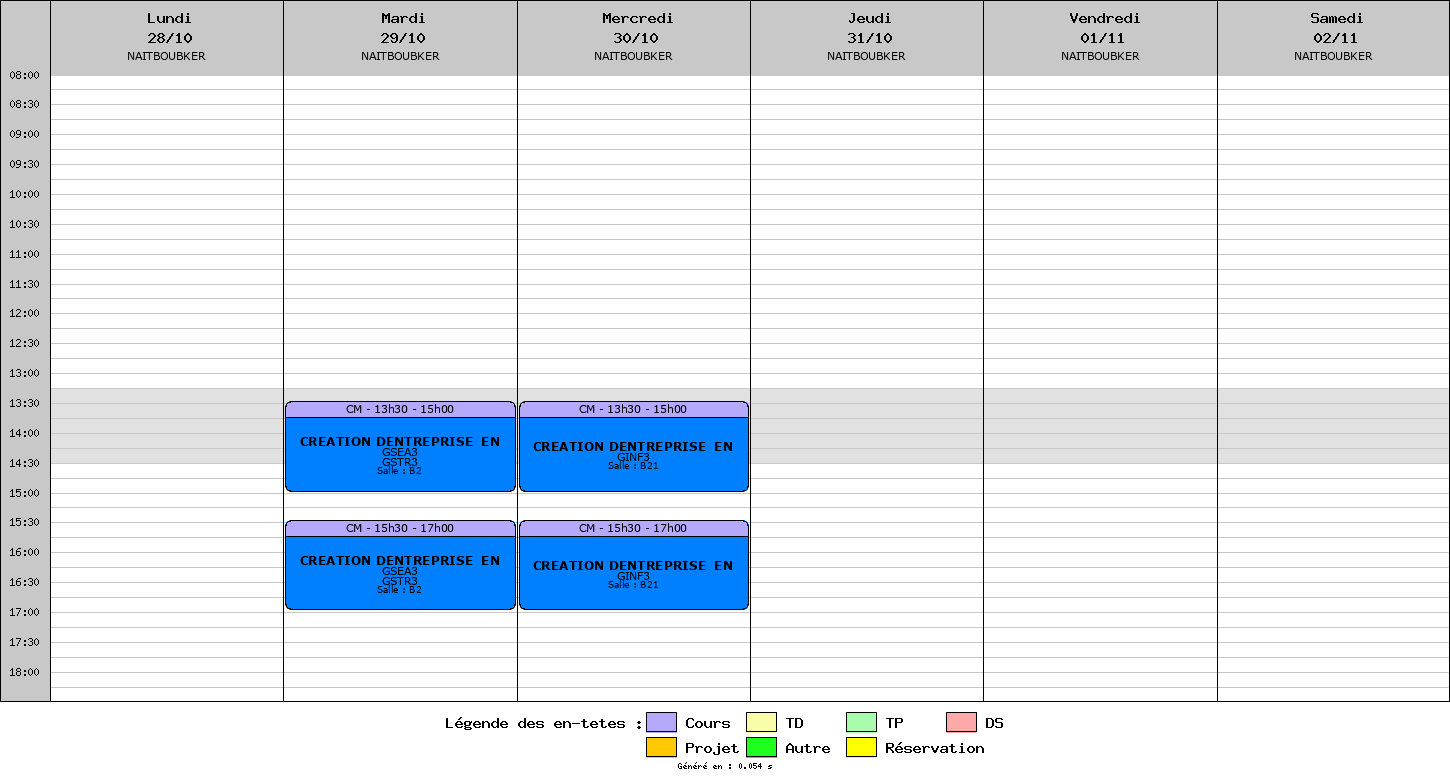 Lundi Mardi Mercredi Jeudi Vendredi Samedi
28/10 29/10 30/10 31/10 01/11 02/11
NAITBOUBKER NAITBOUBKER NAITBOUBKER NAITBOUBKER NAITBOUBKER NAITBOUBKER
08:00
08:30
09:00
09:30
10:00
10:30
11:00
11:30
12:00
12:30
13:00
13:30
14:00
14:30
15:00
15:30
16:00
16:30
17:00
17:30
18:00
CM - 13h30 - 15h00
CREATION DENTREPRISE EN
GSEA3
GSTR3
Salle : B2
CM - 15h30 - 17h00
CREATION DENTREPRISE EN
GSEA3
GSTR3
Salle : B2
CM - 13h30 - 15h00
CREATION DENTREPRISE EN
GINF3
Salle : B21
CM - 15h30 - 17h00
CREATION DENTREPRISE EN
GINF3
Salle : B21
Légende des en-tetes : Cours TD TP DS
Projet Autre Réservation
Généré en : 0.054 s